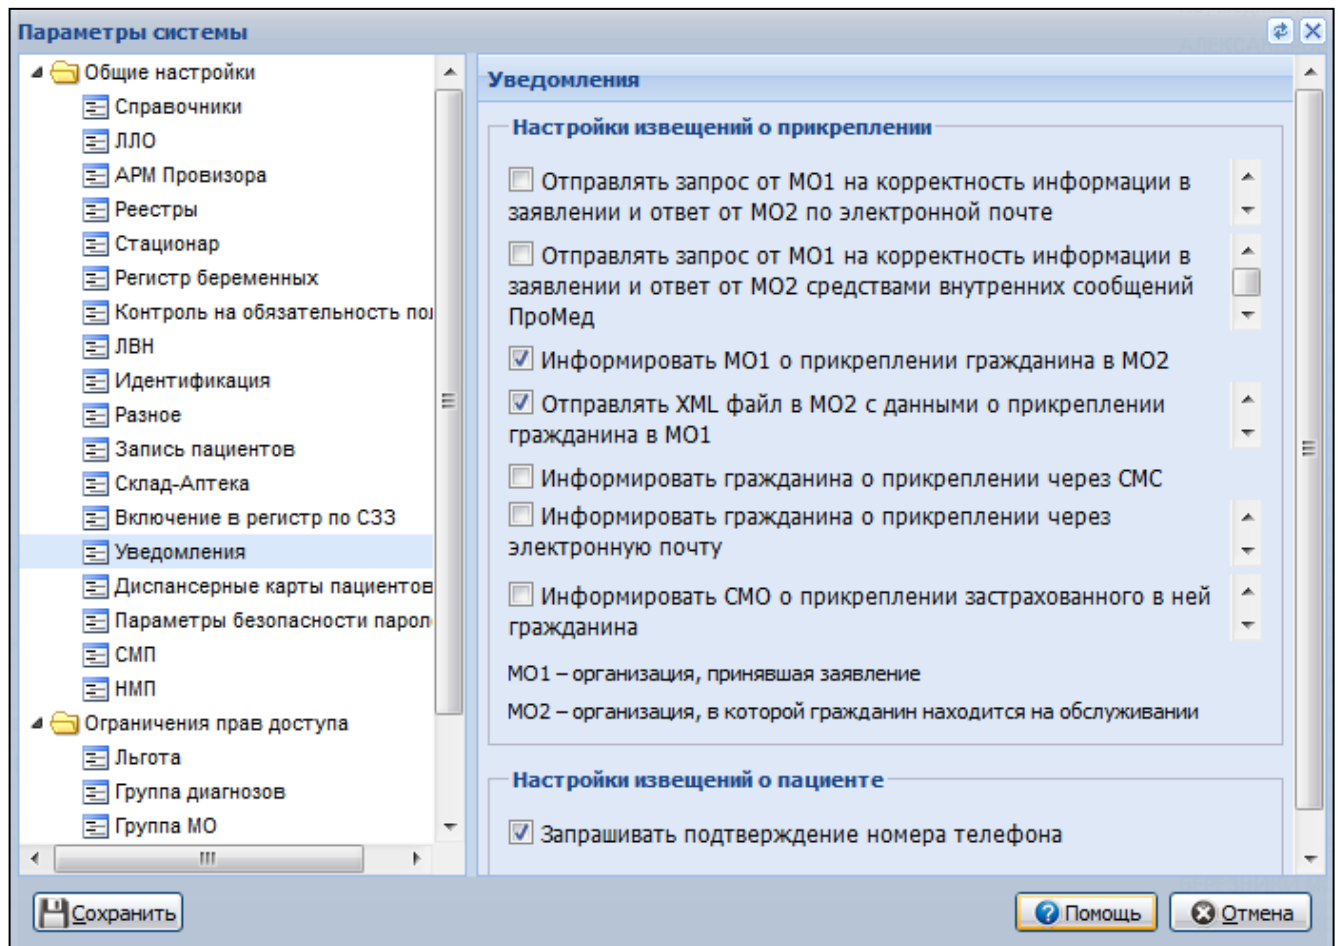 Параметры системы
Общие настройки
Справочники
ЛЛО
АРМ Провизора
Реестры
Стационар
Регистр беременных
Контроль на обязательность
ЛВН
Идентификация
Разное
Запись пациентов
Склад-Аптека
Включение в регистр по СЗЗ
Уведомления
Диспансерные карты пациентов
Параметры безопасности
СМП
НМП
Ограничения прав доступа
Льгота
Группа диагнозов
Группа МО
Уведомления
Настройки извещений о прикреплении
Отправлять запрос от МО1 на корректность информации в
заявлении и ответ от МО2 по электронной почте
Отправлять запрос от МО1 на корректность информации в
заявлении и ответ от МО2 средствами внутренних сообщений
ПроМед
Информировать МО1 о прикреплении гражданина в МО2
Отправлять XML файл в МО2 с данными о прикреплении
гражданина в МО1
Информировать гражданина о прикреплении через СМС
Информировать гражданина о прикреплении через
электронную почту
Информировать СМО о прикреплении застрахованного в ней
гражданина
МО1 – организация, принявшая заявление
МО2 – организация, в которой гражданин находится на обслуживании
Настройки извещений о пациенте
Запрашивать подтверждение номера телефона
Сохранить
Помощь
Отмена